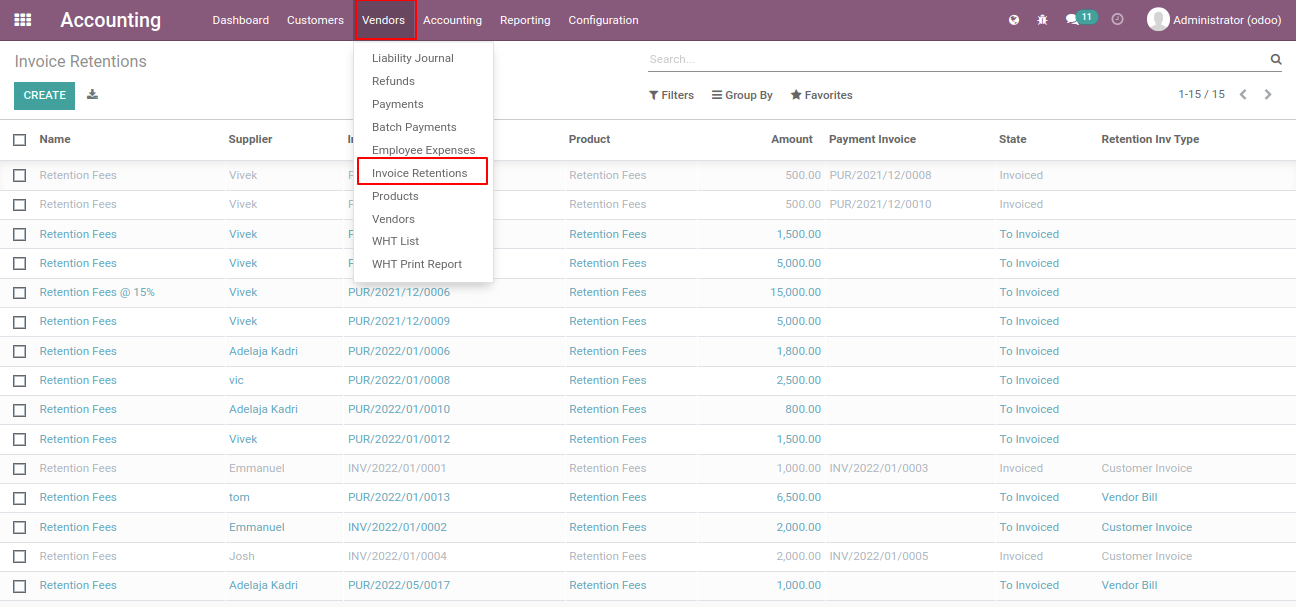 Accounting Dashboard Customers Vendors Accounting Reporting Configuration 11 Administrator (odoo)
Invoice Retentions Search...
CREATE Filters Group By Favorites 1-15 / 15
Liability Journal
Refunds
Payments
Batch Payments
Employee Expenses
Invoice Retentions
Products
Vendors
WHT List
WHT Print Report
Name Supplier Product Amount Payment Invoice State Retention Inv Type
Retention Fees Vivek Retention Fees 500.00 PUR/2021/12/0008 Invoiced
Retention Fees Vivek Retention Fees 500.00 PUR/2021/12/0010 Invoiced
Retention Fees Vivek Retention Fees 1,500.00 To Invoiced
Retention Fees Vivek Retention Fees 5,000.00 To Invoiced
Retention Fees @ 15% Vivek PUR/2021/12/0006 Retention Fees 15,000.00 To Invoiced
Retention Fees Vivek PUR/2021/12/0009 Retention Fees 5,000.00 To Invoiced
Retention Fees Adelaja Kadri PUR/2022/01/0006 Retention Fees 1,800.00 To Invoiced
Retention Fees vic PUR/2022/01/0008 Retention Fees 2,500.00 To Invoiced
Retention Fees Adelaja Kadri PUR/2022/01/0010 Retention Fees 800.00 To Invoiced
Retention Fees Vivek PUR/2022/01/0012 Retention Fees 1,500.00 To Invoiced
Retention Fees Emmanuel INV/2022/01/0001 Retention Fees 1,000.00 INV/2022/01/0003 Invoiced Customer Invoice
Retention Fees tom PUR/2022/01/0013 Retention Fees 6,500.00 To Invoiced Vendor Bill
Retention Fees Emmanuel INV/2022/01/0002 Retention Fees 2,000.00 To Invoiced Customer Invoice
Retention Fees Josh INV/2022/01/0004 Retention Fees 2,000.00 INV/2022/01/0005 Invoiced Customer Invoice
Retention Fees Adelaja Kadri PUR/2022/05/0017 Retention Fees 1,000.00 To Invoiced Vendor Bill